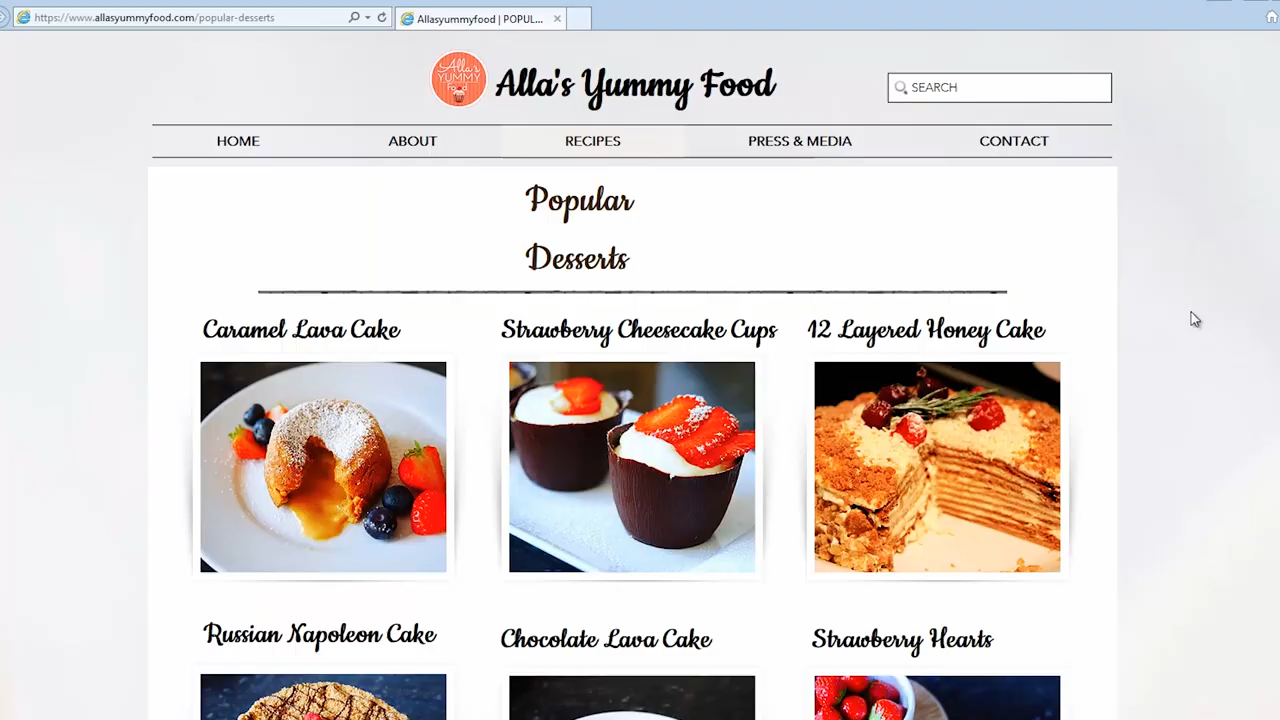 https://www.allasyummyfood.com/popular-desserts
Allasyummyfood | POPUL...
Alla's
YUMMY
Food
Alla's Yummy Food
SEARCH
HOME
ABOUT
RECIPES
PRESS & MEDIA
CONTACT
Popular
Desserts
Caramel Lava Cake
Strawberry Cheesecake Cups
12 Layered Honey Cake
Russian Napoleon Cake
Chocolate Lava Cake
Strawberry Hearts